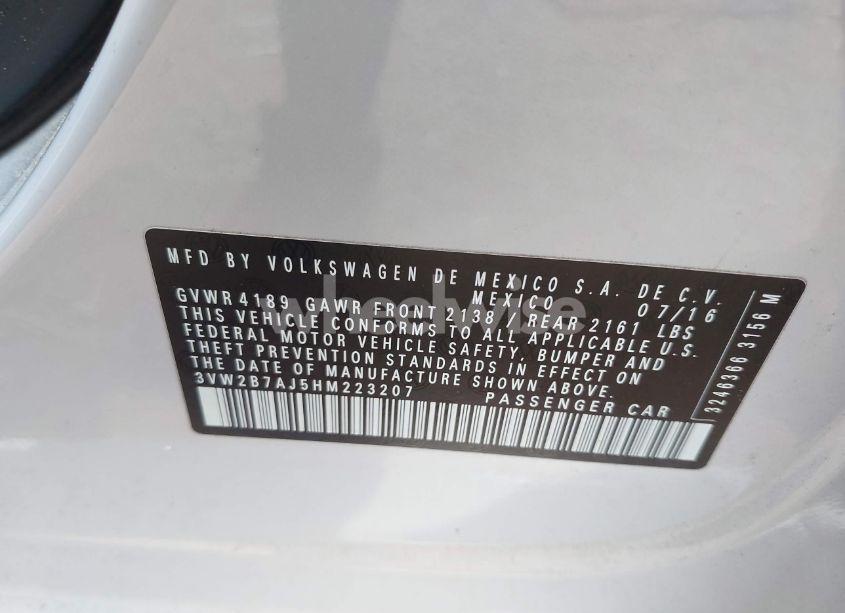 MFD BY VOLKSWAGEN DE MEXICO S.A. DE C.V.
MEXICO 07/16
GVWR 4189 GAWR FRONT 2138 REAR 2161 LBS
THIS VEHICLE CONFORMS TO ALL APPLICABLE U.S.
FEDERAL MOTOR VEHICLE SAFETY, BUMPER AND
THEFT PREVENTION STANDARDS IN EFFECT ON
THE DATE OF MANUFACTURE SHOWN ABOVE.
3VW2B7AJ5HM223207 PASSENGER CAR
3246366 3156 M
wheelwise